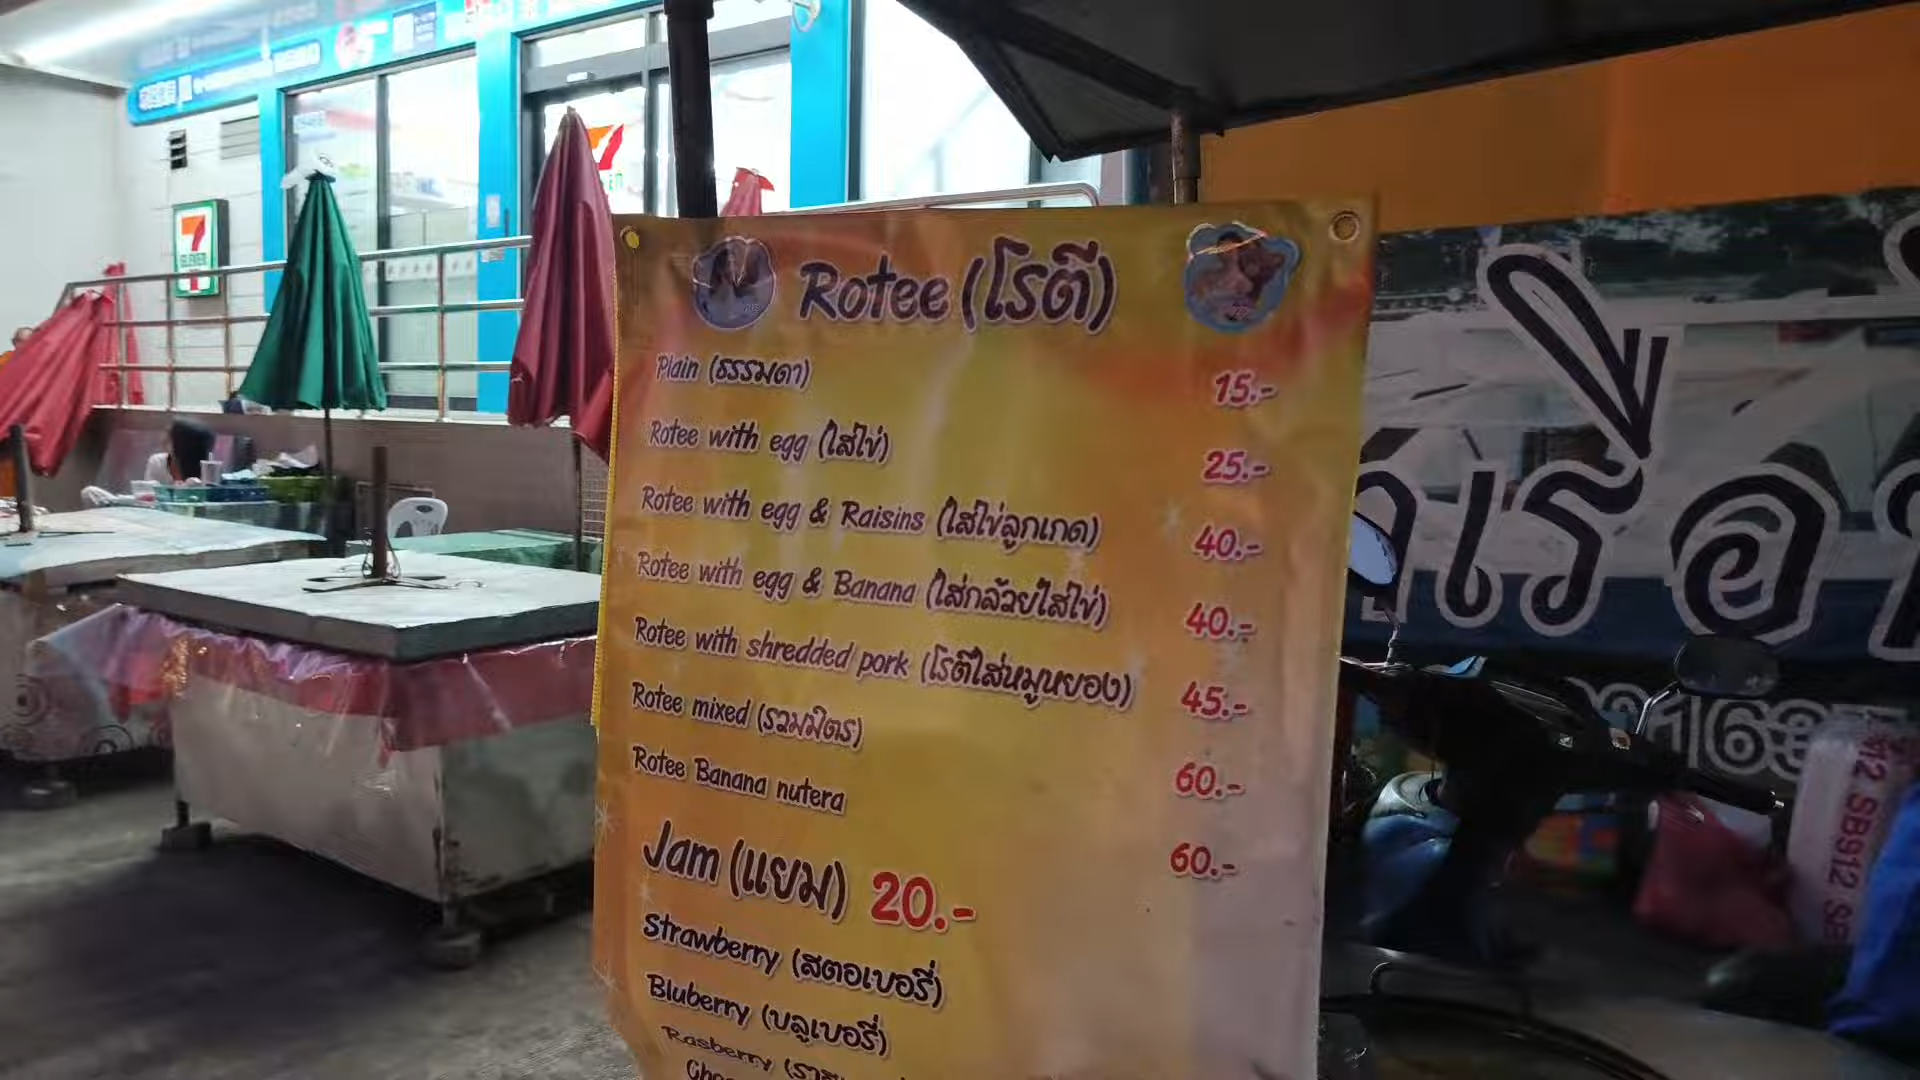 7
ELEVEN
Rotee (โรตี)
Plain (ธรรมดา) 15.-
Rotee with egg (ใส่ไข่) 25.-
Rotee with egg & Raisins (ใส่ไข่ลูกเกด) 40.-
Rotee with egg & Banana (ใส่กล้วยใส่ไข่) 40.-
Rotee with shredded pork (โรตีใส่หมูหยอง) 45.-
Rotee mixed (รวมมิตร) 60.-
Rotee Banana nutera 60.-
Jam (แยม) 20.-
Strawberry (สตอเบอรี่)
Bluberry (บลูเบอรี่)
Rasberry
SB912